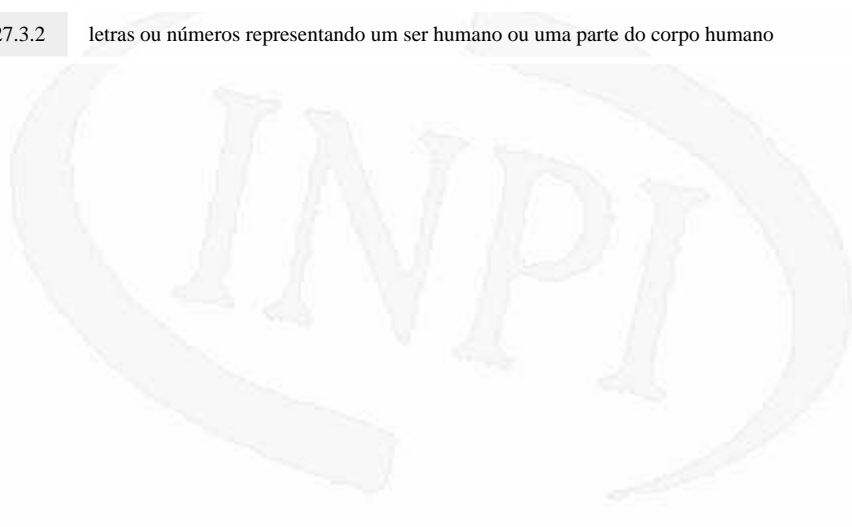 27.3.2 letras ou números representando um ser humano ou uma parte do corpo humano
INPI